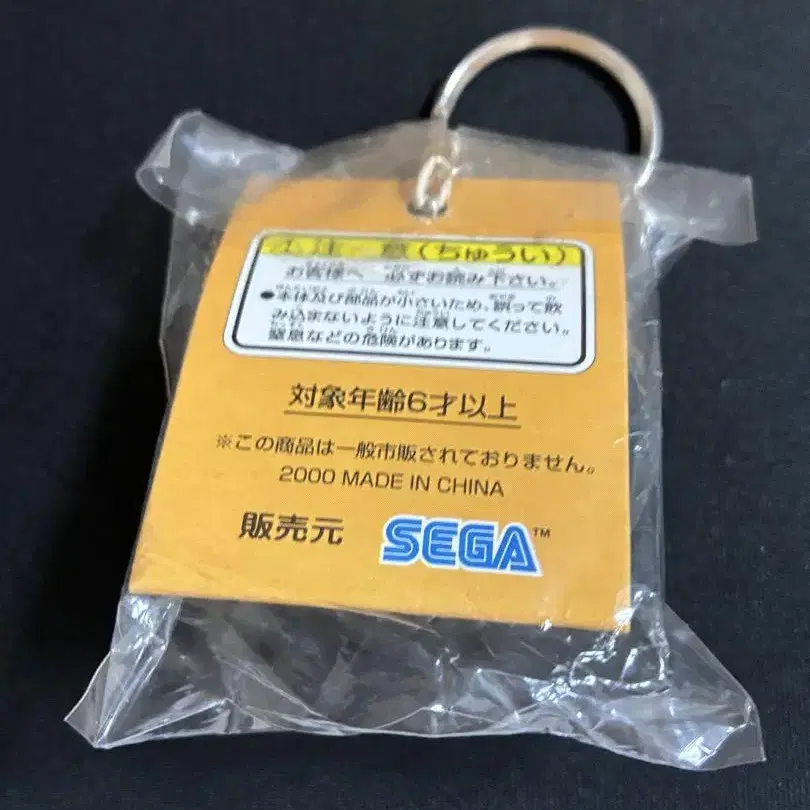 注意(ちゅうい)
お客様へ 必ずお読み下さい。
●本体及び部品が小さいため、誤って飲
み込まないように注意してください。
窒息などの危険があります。
対象年齢6才以上
※この商品は一般市販されておりません。
2000 MADE IN CHINA
販売元 SEGA™